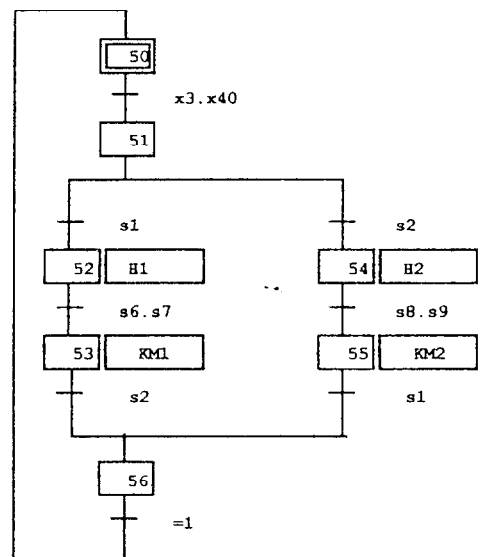 50
x3.x40
51
s1 s2
52 H1 54 H2
s6.s7 s8.s9
53 KM1 55 KM2
s2 s1
56
=1